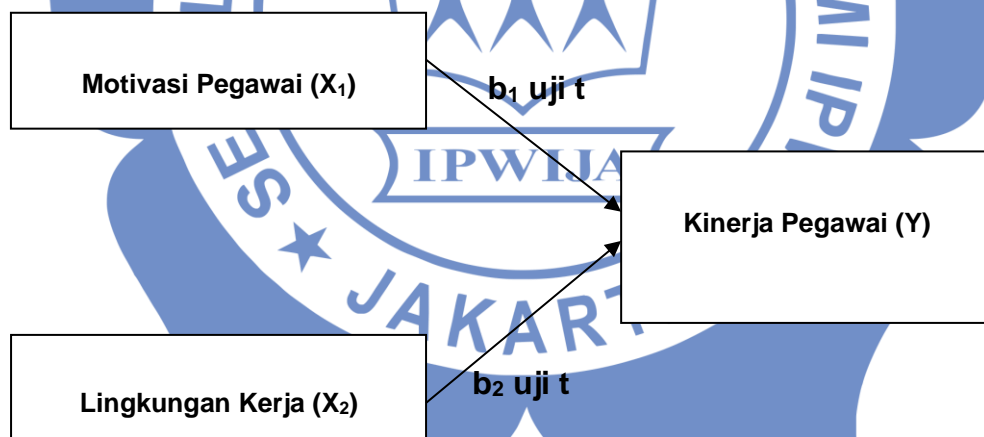 Motivasi Pegawai (X₁)
b₁ uji t
IPWIJA
Kinerja Pegawai (Y)
JAKART
b₂ uji t
Lingkungan Kerja (X₂)